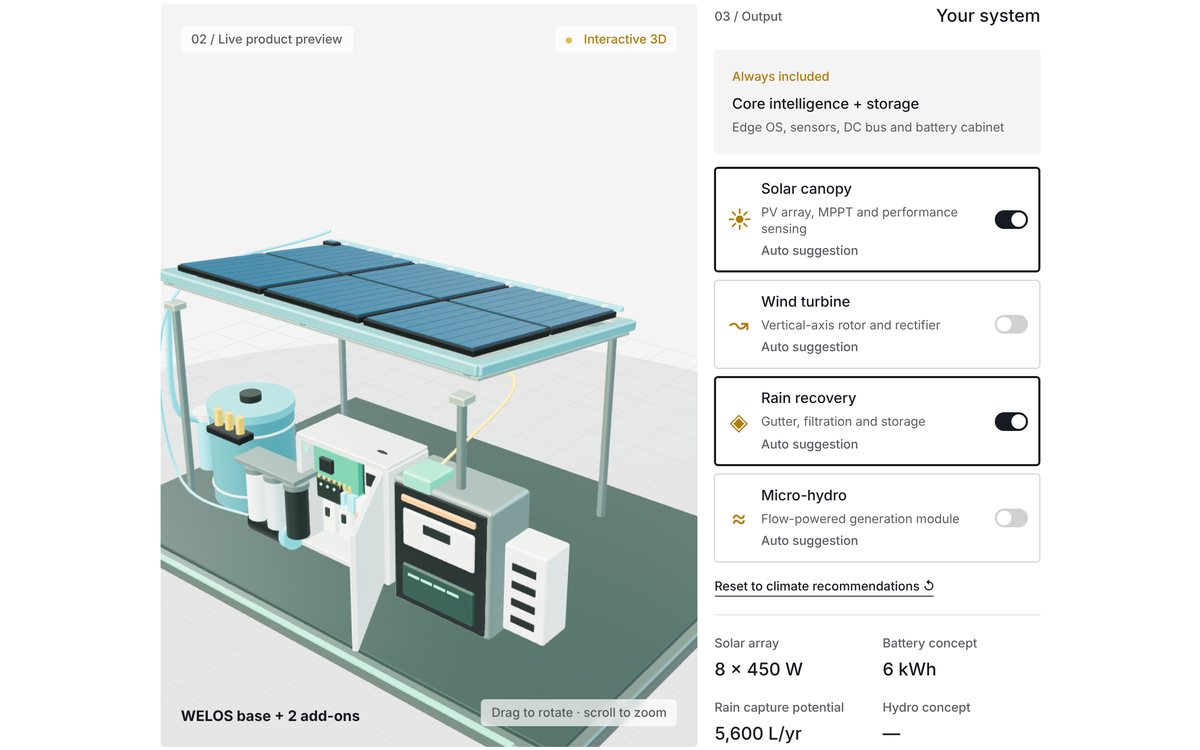 02 / Live product preview
Interactive 3D
WELOS base + 2 add-ons
Drag to rotate · scroll to zoom
03 / Output
Your system
Always included
Core intelligence + storage
Edge OS, sensors, DC bus and battery cabinet
Solar canopy
PV array, MPPT and performance
sensing
Auto suggestion
Wind turbine
Vertical-axis rotor and rectifier
Auto suggestion
Rain recovery
Gutter, filtration and storage
Auto suggestion
Micro-hydro
Flow-powered generation module
Auto suggestion
Reset to climate recommendations
Solar array
8 × 450 W
Battery concept
6 kWh
Rain capture potential
5,600 L/yr
Hydro concept
—